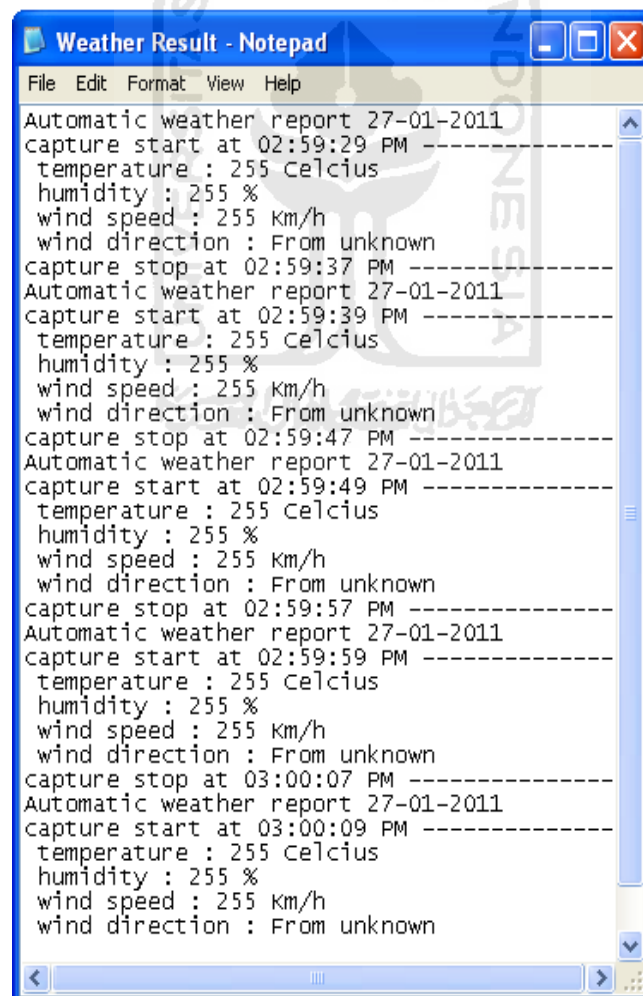 Weather Result - Notepad
File Edit Format View Help
Automatic weather report 27-01-2011
capture start at 02:59:29 PM --------------
temperature : 255 Celcius
humidity : 255 %
wind speed : 255 Km/h
wind direction : From unknown
capture stop at 02:59:37 PM ---------------
Automatic weather report 27-01-2011
capture start at 02:59:39 PM --------------
temperature : 255 Celcius
humidity : 255 %
wind speed : 255 Km/h
wind direction : From unknown
capture stop at 02:59:47 PM ---------------
Automatic weather report 27-01-2011
capture start at 02:59:49 PM --------------
temperature : 255 Celcius
humidity : 255 %
wind speed : 255 Km/h
wind direction : From unknown
capture stop at 02:59:57 PM ---------------
Automatic weather report 27-01-2011
capture start at 02:59:59 PM --------------
temperature : 255 Celcius
humidity : 255 %
wind speed : 255 Km/h
wind direction : From unknown
capture stop at 03:00:07 PM ---------------
Automatic weather report 27-01-2011
capture start at 03:00:09 PM --------------
temperature : 255 Celcius
humidity : 255 %
wind speed : 255 Km/h
wind direction : From unknown